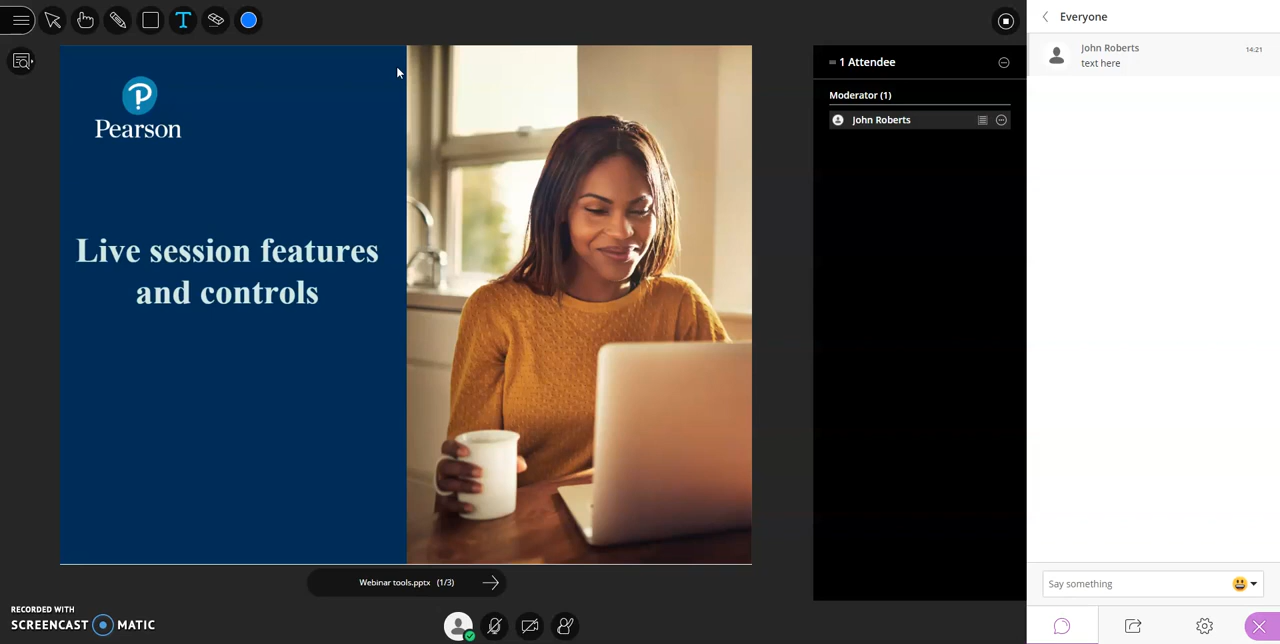 T
Pearson
Live session features
and controls
Webinar tools.pptx (1/3)
RECORDED WITH
SCREENCAST MATIC
1 Attendee
Moderator (1)
John Roberts
Everyone
John Roberts 14:21
text here
Say something